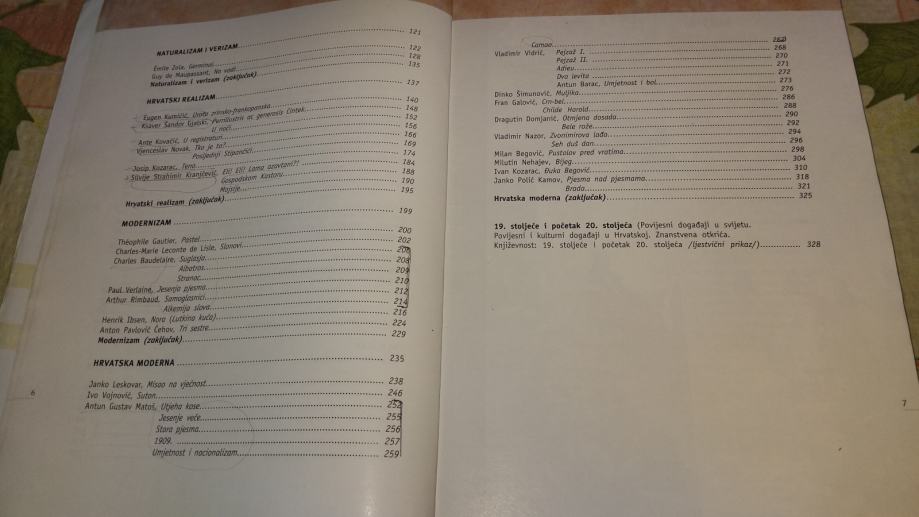 121
NATURALIZAM I VERIZAM ........ 122
Émile Zola, Germinal ........ 128
Guy de Maupassant, Na vodi ........ 135
Naturalizam i verizam (zaključak) ........ 137
HRVATSKI REALIZAM ........ 140
Eugen Kumičić, Urota zrinsko-frankopanska ........ 148
Ksaver Šandor Gjalski, Perillustris ac generosis Cintek ........ 152
U noći ........ 156
Ante Kovačić, U registraturi ........ 166
Vjenceslav Novak, Tko je to? ........ 169
Posljednji Stipančići ........ 174
Josip Kozarac, Tena ........ 184
Silvije Strahimir Kranjčević, Eli! Eli! Lama azavtani?! ........ 188
Gospodskom Kastoru ........ 190
Mojsije ........ 195
Hrvatski realizam (zaključak) ........ 199
MODERNIZAM ........ 200
Théophile Gautier, Pastel ........ 202
Charles-Marie Leconte de Lisle, Slonovi
Charles Baudelaire, Suglasja ........ 208
Albatros ........ 209
Stranac ........ 210
Paul Verlaine, Jesenja pjesma ........ 212
Arthur Rimbaud, Samoglasnici ........ 214
Alkemija slova ........ 216
Henrik Ibsen, Nora (Lutkina kuća) ........ 224
Anton Pavlovič Čehov, Tri sestre ........ 229
Modernizam (zaključak)
HRVATSKA MODERNA ........ 235
Janko Leskovar, Misao na vječnost ........ 238
Ivo Vojnović, Suton ........ 246
Antun Gustav Matoš, Utjeha kose ........ 252
Jesenje veče ........ 255
Stara pjesma ........ 256
1909. ........ 257
Umjetnost i nacionalizam ........ 259
6
Camao
Vladimir Vidrić, Pejzaž I. ........ 268
Pejzaž II. ........ 270
Adieu ........ 271
Dva levita ........ 272
Antun Barac, Umjetnost i bol ........ 273
Dinko Šimunović, Muljika ........ 276
Fran Galović, Crn-bel ........ 286
Childe Harold ........ 288
Dragutin Domjanić, Otmjena dosada ........ 290
Bele rože ........ 292
Vladimir Nazor, Zvonimirova lađa ........ 294
Seh duš dan ........ 296
Milan Begović, Pustolov pred vratima ........ 298
Milutin Nehajev, Bijeg ........ 304
Ivan Kozarac, Đuka Begović ........ 310
Janko Polić Kamov, Pjesma nad pjesmama ........ 318
Brada ........ 321
Hrvatska moderna (zaključak) ........ 325
19. stoljeće i početak 20. stoljeća (Povijesni događaji u svijetu.
Povijesni i kulturni događaji u Hrvatskoj. Znanstvena otkrića.
Književnost: 19. stoljeće i početak 20. stoljeća /ljestvični prikaz/) ........ 328
7